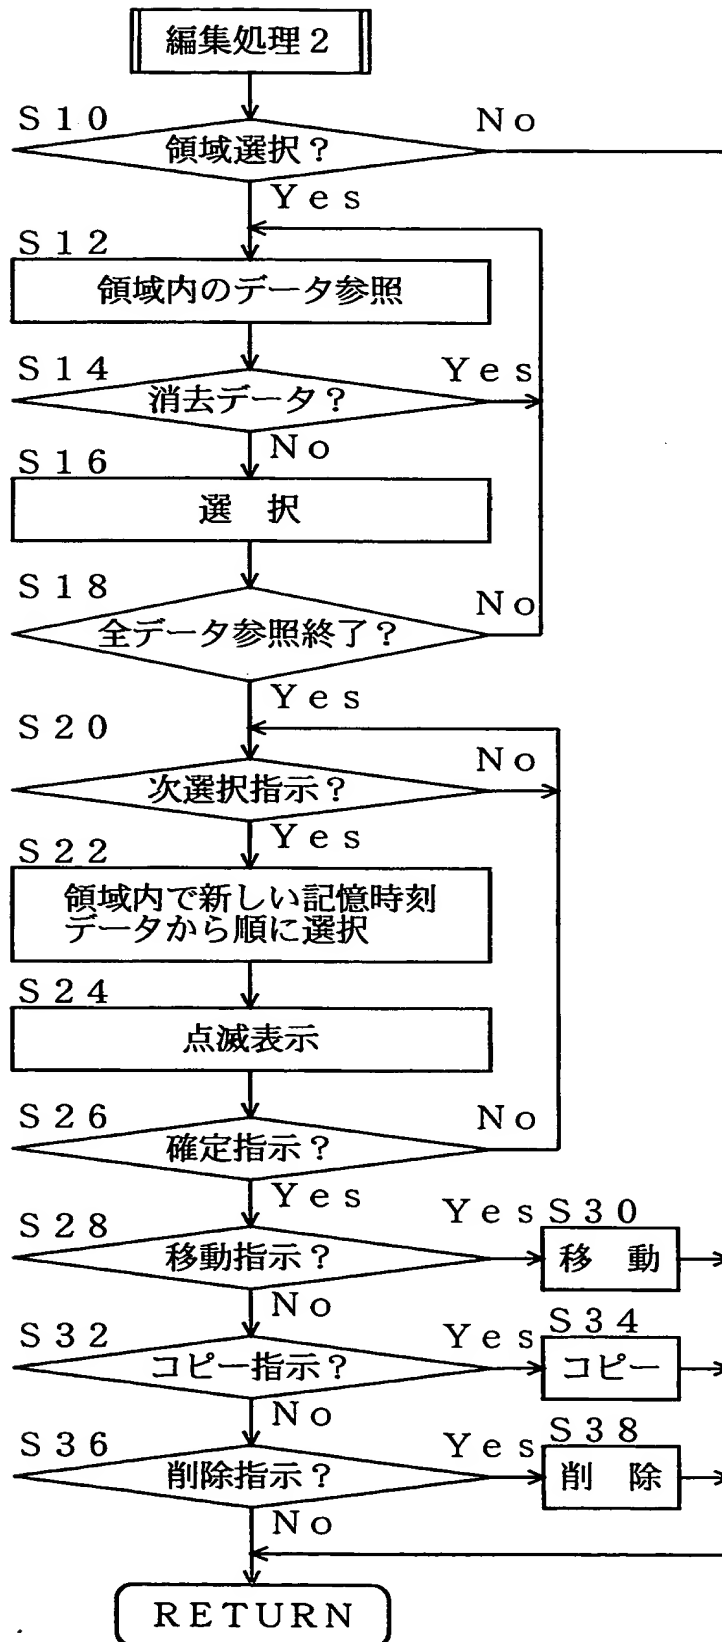 編集処理2
S10
No
領域選択?
Yes
S12
領域内のデータ参照
S14
Yes
消去データ?
No
S16
選 択
S18
No
全データ参照終了?
Yes
S20
No
次選択指示?
Yes
S22
領域内で新しい記憶時刻
データから順に選択
S24
点滅表示
S26
No
確定指示?
Yes
S28
Yes
S30
移動指示?
移 動
No
S32
Yes
S34
コピー指示?
コピー
No
S36
Yes
S38
削除指示?
削 除
No
RETURN